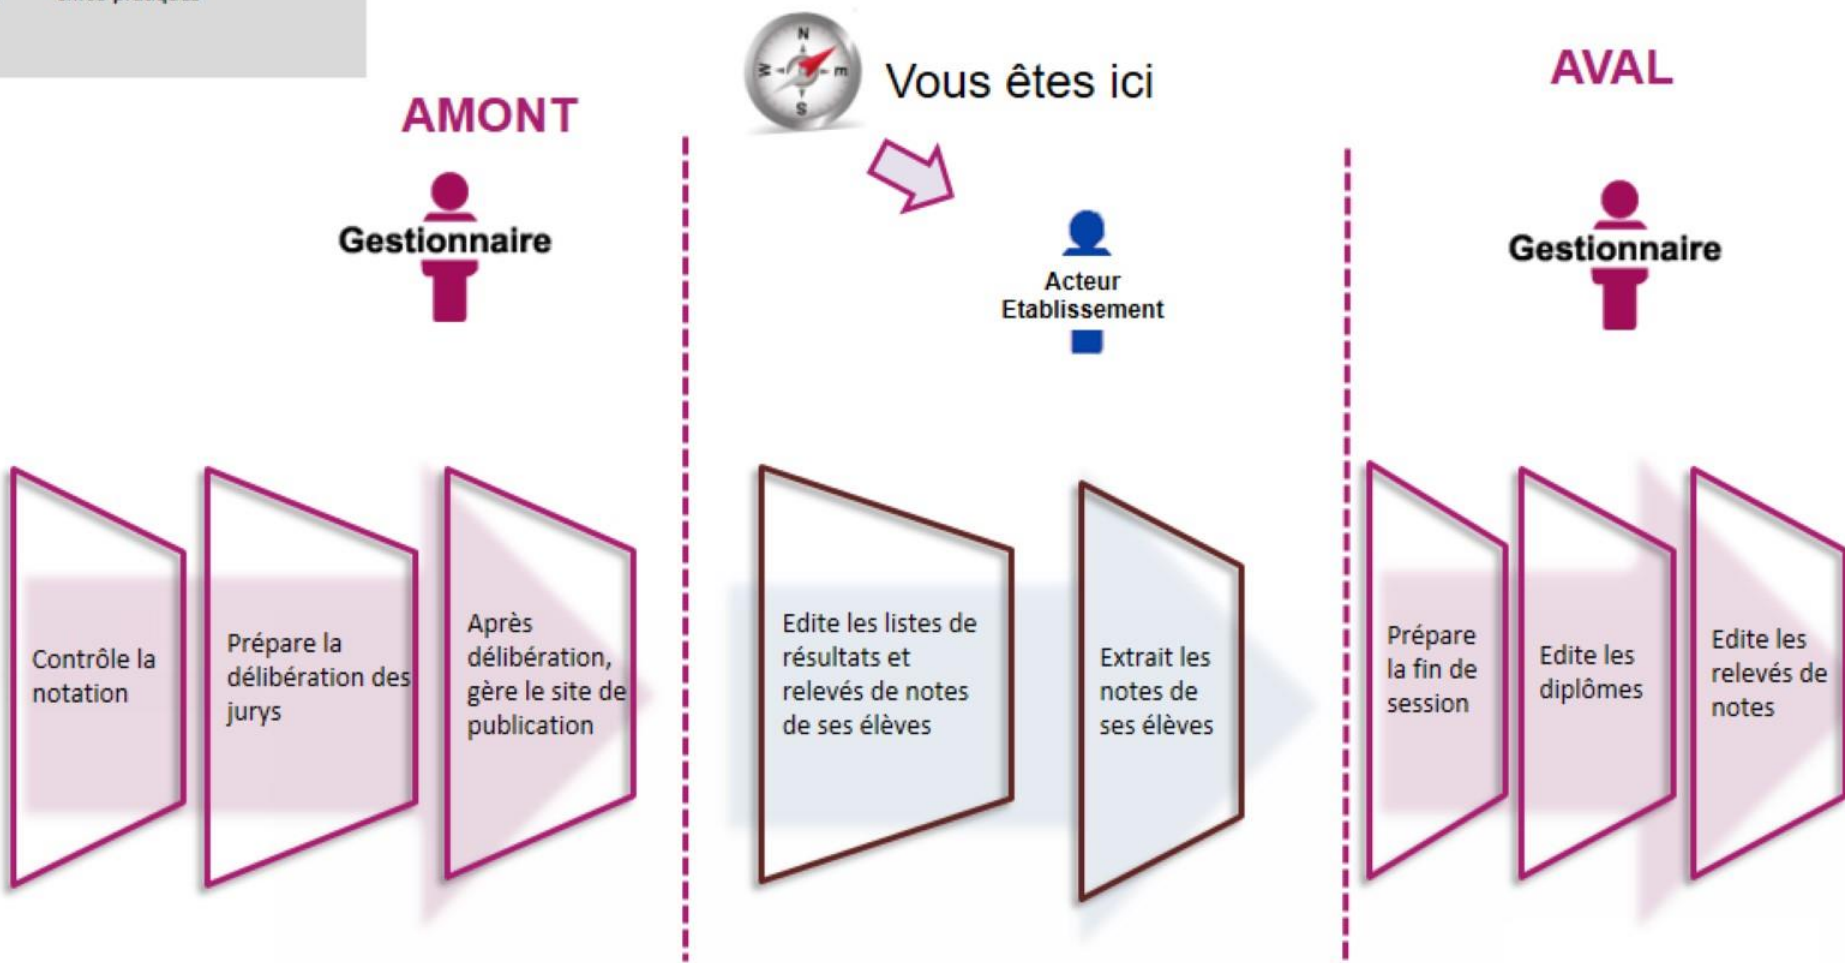 AMONT
Vous êtes ici
AVAL
Gestionnaire
Acteur
Etablissement
Gestionnaire
Contrôle la
notation
Prépare la
délibération des
jurys
Après
délibération,
gère le site de
publication
Edite les listes de
résultats et
relevés de notes
de ses élèves
Extrait les
notes de
ses élèves
Prépare
la fin de
session
Edite les
diplômes
Edite les
relevés de
notes
N
W
E
S